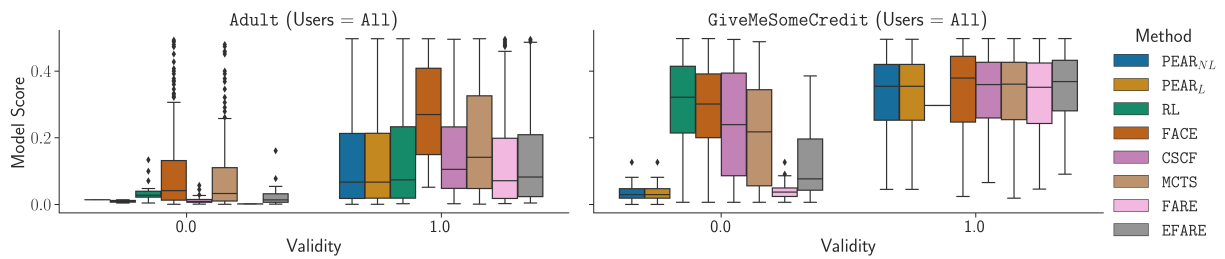 Adult (Users = All)
GiveMeSomeCredit (Users = All)
Model Score
0.4
0.2
0.0
0.0
1.0
Validity
0.0
1.0
Validity
Method
PEAR_NL
PEAR_L
RL
FACE
CSCF
MCTS
FARE
EFARE